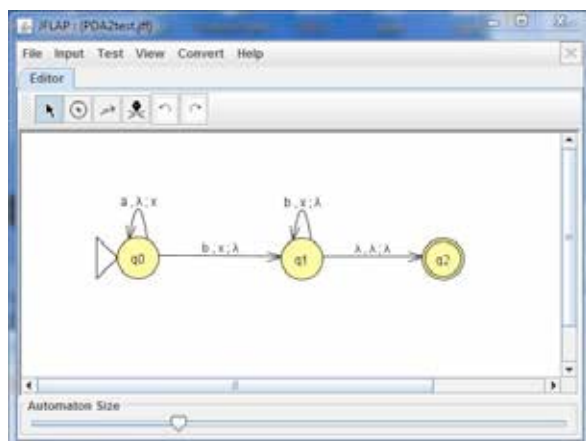 JFLAP : (PDA2test.jff)
File Input Test View Convert Help
Editor
a , λ ; x
b , x ; λ
b , x ; λ
λ , λ ; λ
q0
q1
q2
Automaton Size